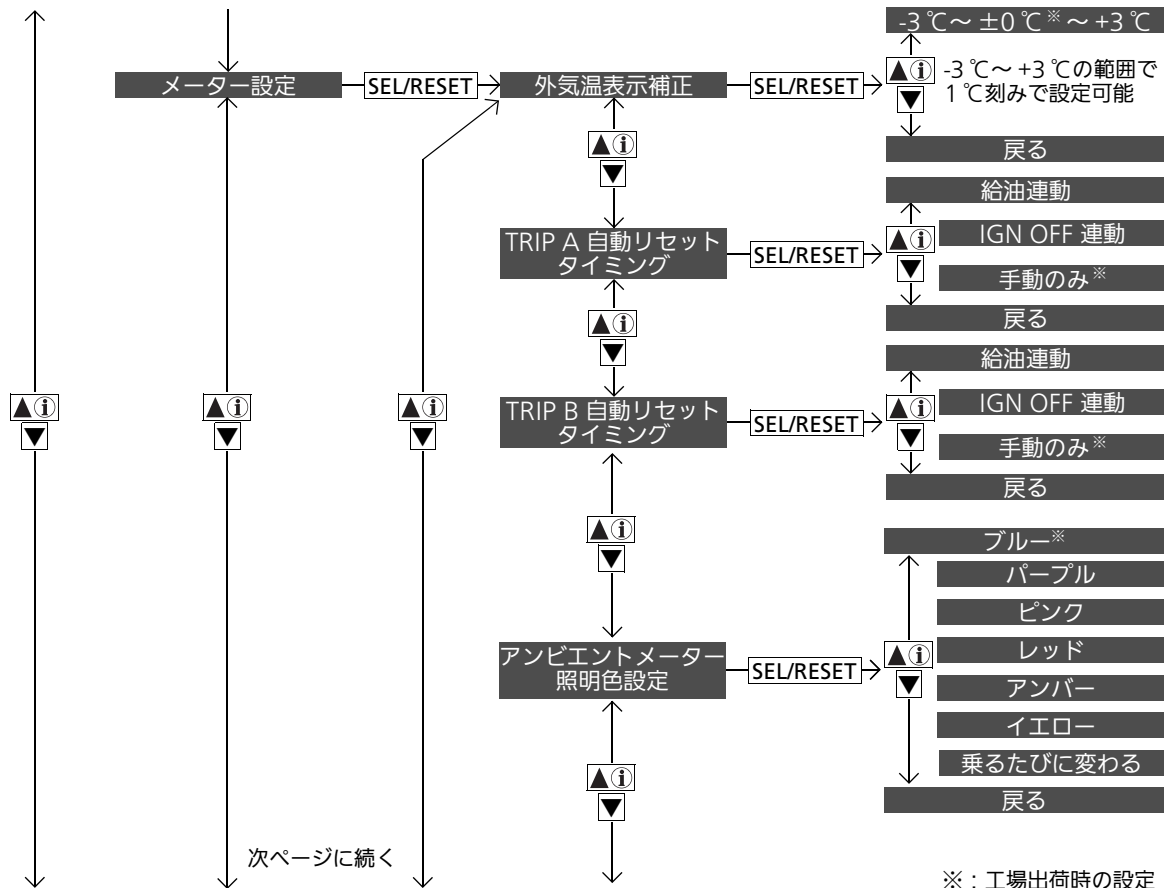 -3 ℃～ ±0 ℃※～ +3 ℃
メーター設定
SEL/RESET
外気温表示補正
SEL/RESET
▲ⓘ
▼
-3 ℃～ +3 ℃の範囲で
1 ℃刻みで設定可能
戻る
▲ⓘ
▼
TRIP A 自動リセット
タイミング
SEL/RESET
給油連動
▲ⓘ
▼
IGN OFF 連動
手動のみ※
戻る
▲ⓘ
▼
TRIP B 自動リセット
タイミング
SEL/RESET
給油連動
▲ⓘ
▼
IGN OFF 連動
手動のみ※
戻る
▲ⓘ
▼
▲ⓘ
▼
▲ⓘ
▼
▲ⓘ
▼
アンビエントメーター
照明色設定
SEL/RESET
ブルー※
▲ⓘ
▼
パープル
ピンク
レッド
アンバー
イエロー
乗るたびに変わる
戻る
▲ⓘ
▼
次ページに続く
※：工場出荷時の設定